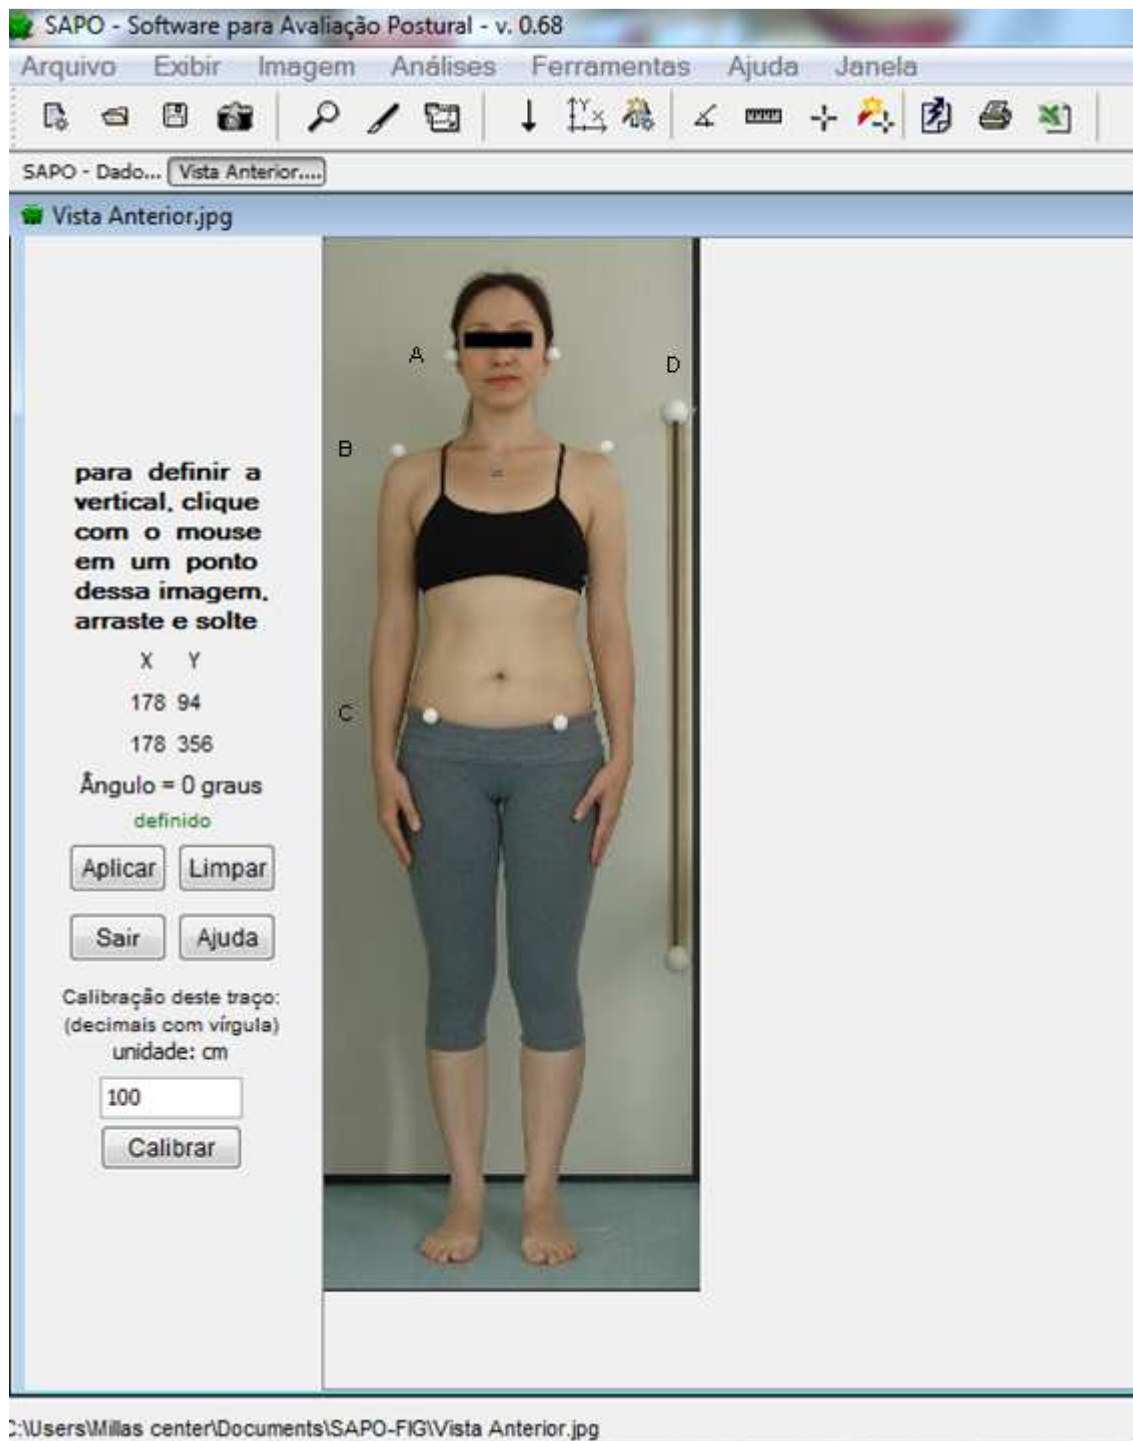 SAPO - Software para Avaliação Postural - v. 0.68
Arquivo Exibir Imagem Análises Ferramentas Ajuda Janela
SAPO - Dado... Vista Anterior....
Vista Anterior.jpg
A
D
B
para definir a
vertical, clique
com o mouse
em um ponto
dessa imagem,
arraste e solte
X Y
178 94
C
178 356
Ângulo = 0 graus
definido
Aplicar Limpar
Sair Ajuda
Calibração deste traço:
(decimais com vírgula)
unidade: cm
100
Calibrar
C:\Users\Millas center\Documents\SAPO-FIG\Vista Anterior.jpg